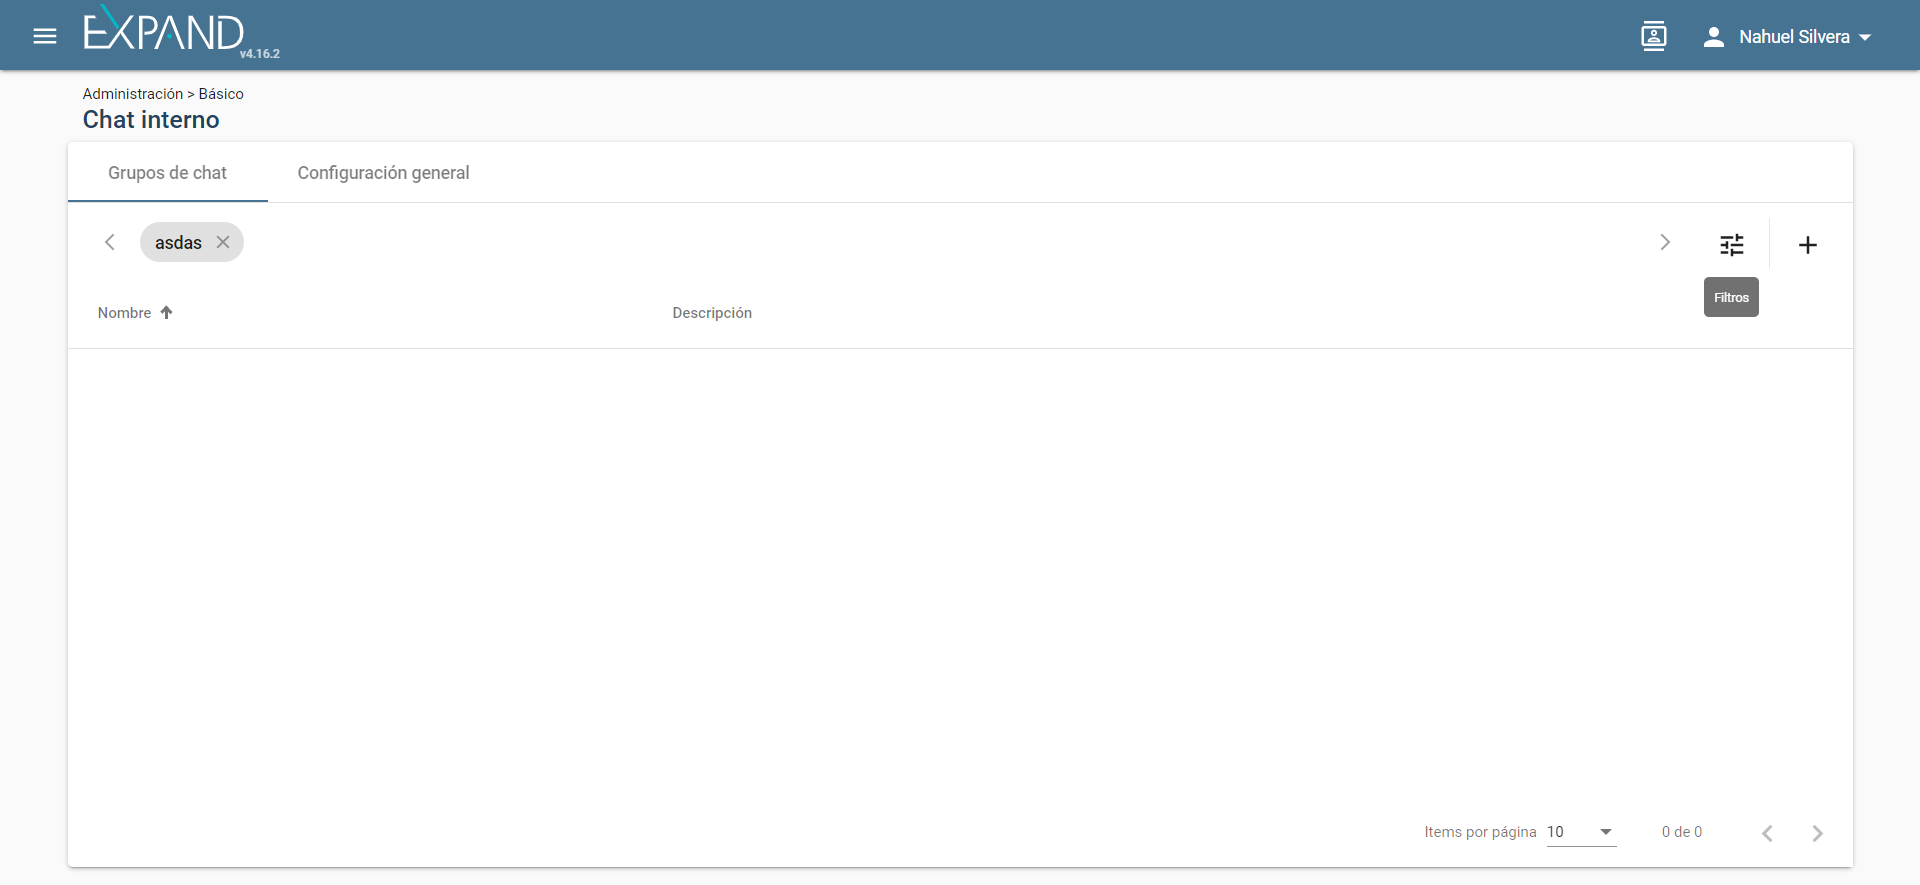 EXPAND
v4.16.2
Nahuel Silvera
Administración > Básico
Chat interno
Grupos de chat
Configuración general
asdas
Filtros
Nombre
Descripción
Items por página 10
0 de 0